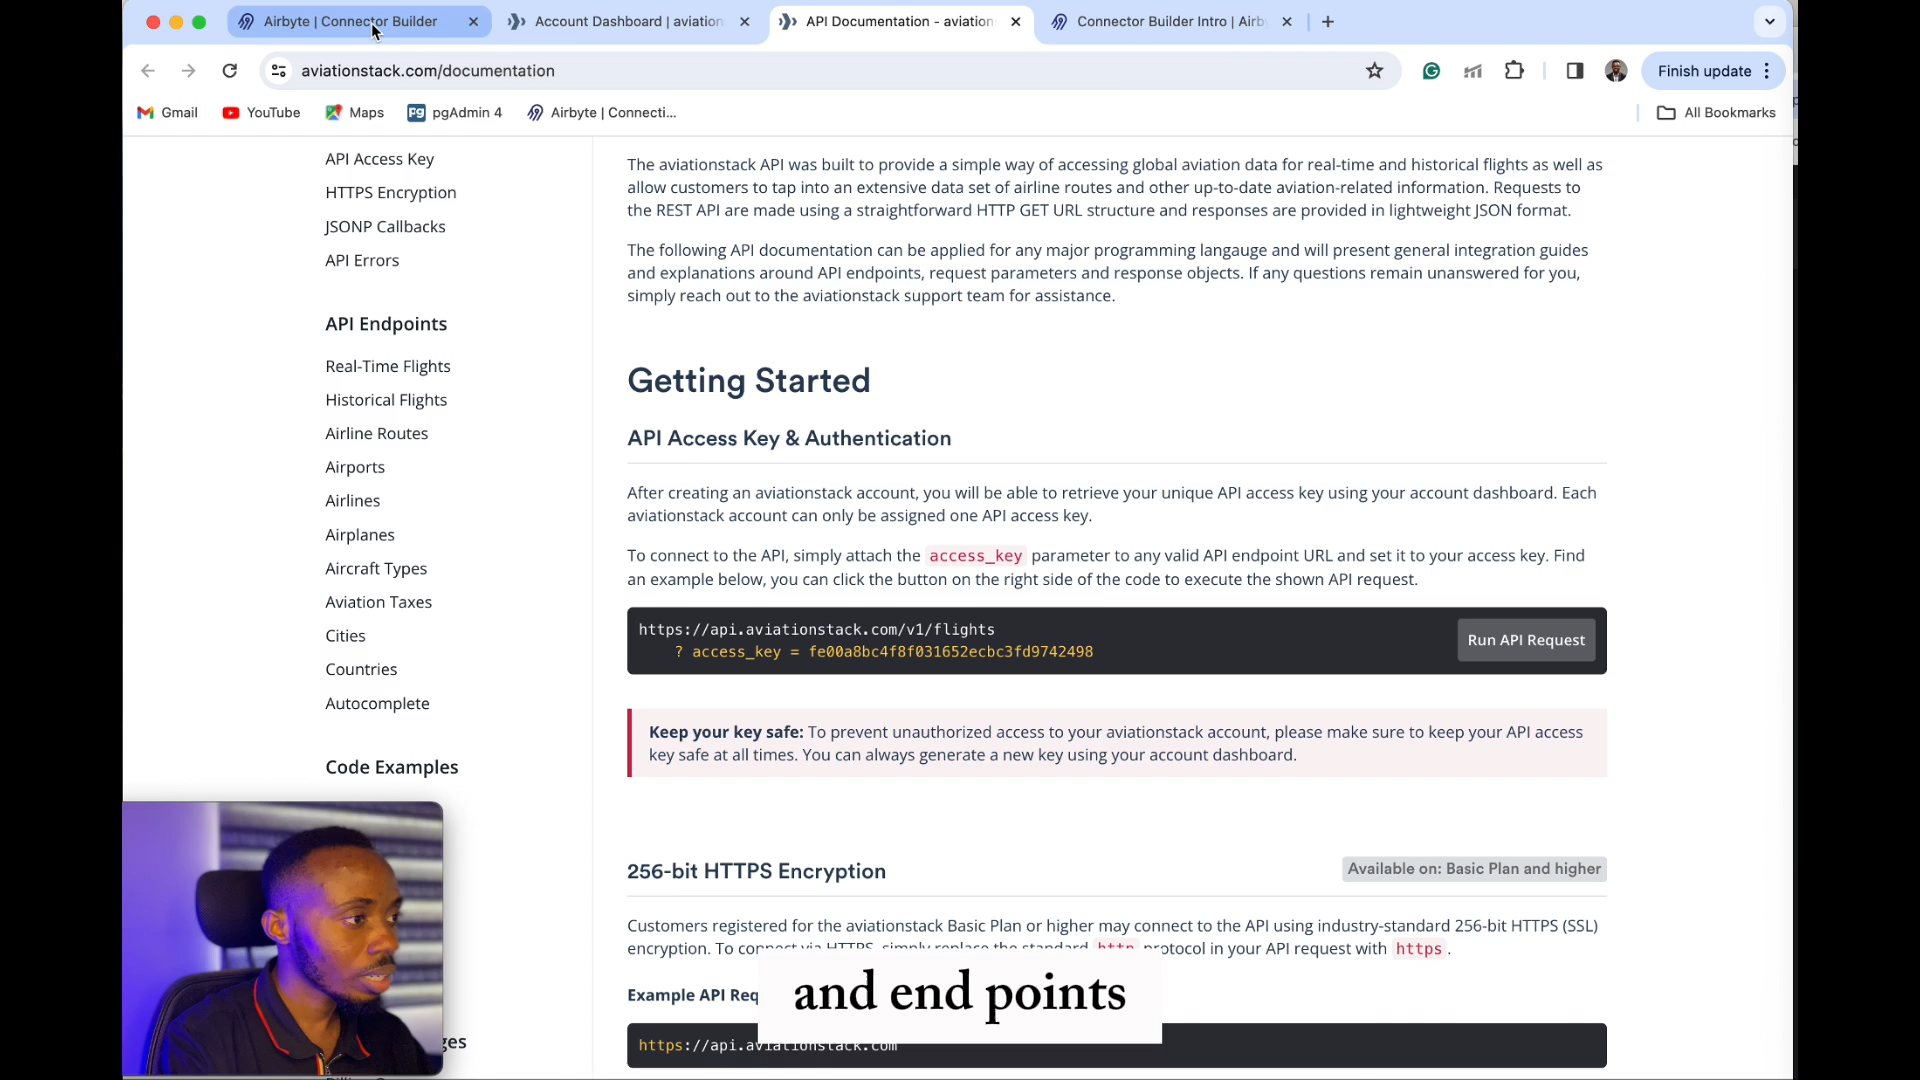 Airbyte | Connector Builder
Account Dashboard | aviation
API Documentation - aviation
Connector Builder Intro | Airb
aviationstack.com/documentation
Finish update
Gmail
YouTube
Maps
pgAdmin 4
Airbyte | Connecti...
All Bookmarks
API Access Key
HTTPS Encryption
JSONP Callbacks
API Errors
API Endpoints
Real-Time Flights
Historical Flights
Airline Routes
Airports
Airlines
Airplanes
Aircraft Types
Aviation Taxes
Cities
Countries
Autocomplete
Code Examples
ges
The aviationstack API was built to provide a simple way of accessing global aviation data for real-time and historical flights as well as
allow customers to tap into an extensive data set of airline routes and other up-to-date aviation-related information. Requests to
the REST API are made using a straightforward HTTP GET URL structure and responses are provided in lightweight JSON format.
The following API documentation can be applied for any major programming langauge and will present general integration guides
and explanations around API endpoints, request parameters and response objects. If any questions remain unanswered for you,
simply reach out to the aviationstack support team for assistance.
Getting Started
API Access Key & Authentication
After creating an aviationstack account, you will be able to retrieve your unique API access key using your account dashboard. Each
aviationstack account can only be assigned one API access key.
To connect to the API, simply attach the access_key parameter to any valid API endpoint URL and set it to your access key. Find
an example below, you can click the button on the right side of the code to execute the shown API request.
https://api.aviationstack.com/v1/flights
? access_key = fe00a8bc4f8f031652ecbc3fd9742498
Run API Request
Keep your key safe: To prevent unauthorized access to your aviationstack account, please make sure to keep your API access
key safe at all times. You can always generate a new key using your account dashboard.
256-bit HTTPS Encryption
Available on: Basic Plan and higher
Customers registered for the aviationstack Basic Plan or higher may connect to the API using industry-standard 256-bit HTTPS (SSL)
encryption. To connect via HTTPS, simply replace the standard http protocol in your API request with https.
Example API Req
and end points
https://api.aviationstack.com